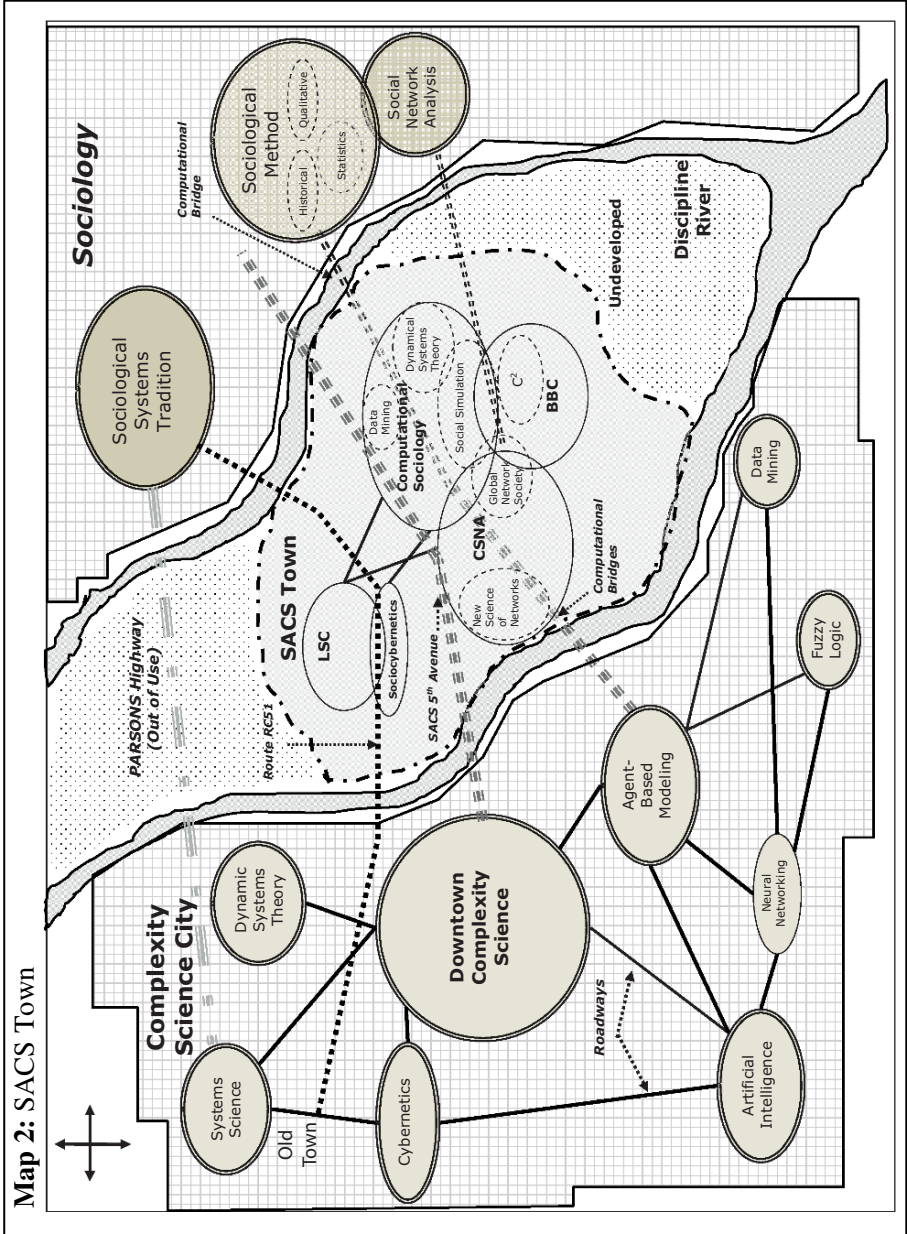 Map 2: SACS Town
Sociology
Sociological
Systems
Tradition
Computational
Bridge
Sociological
Method
Historical
Qualitative
Statistics
Social
Network
Analysis
PARSONS Highway
(Out of Use)
SACS Town
Route RC51
LSC
Sociocybernetics
SACS 5th Avenue
Data
Mining
Computational
Sociology
Dynamical
Systems
Theory
Social Simulation
CSNA
Global
Network
Society
New
Science
of
Networks
C²
BBC
Undeveloped
Discipline
River
Computational
Bridges
Complexity
Science City
Systems
Science
Dynamic
Systems
Theory
Old
Town
Cybernetics
Downtown
Complexity
Science
Roadways
Agent-
Based
Modeling
Data
Mining
Fuzzy
Logic
Neural
Networking
Artificial
Intelligence